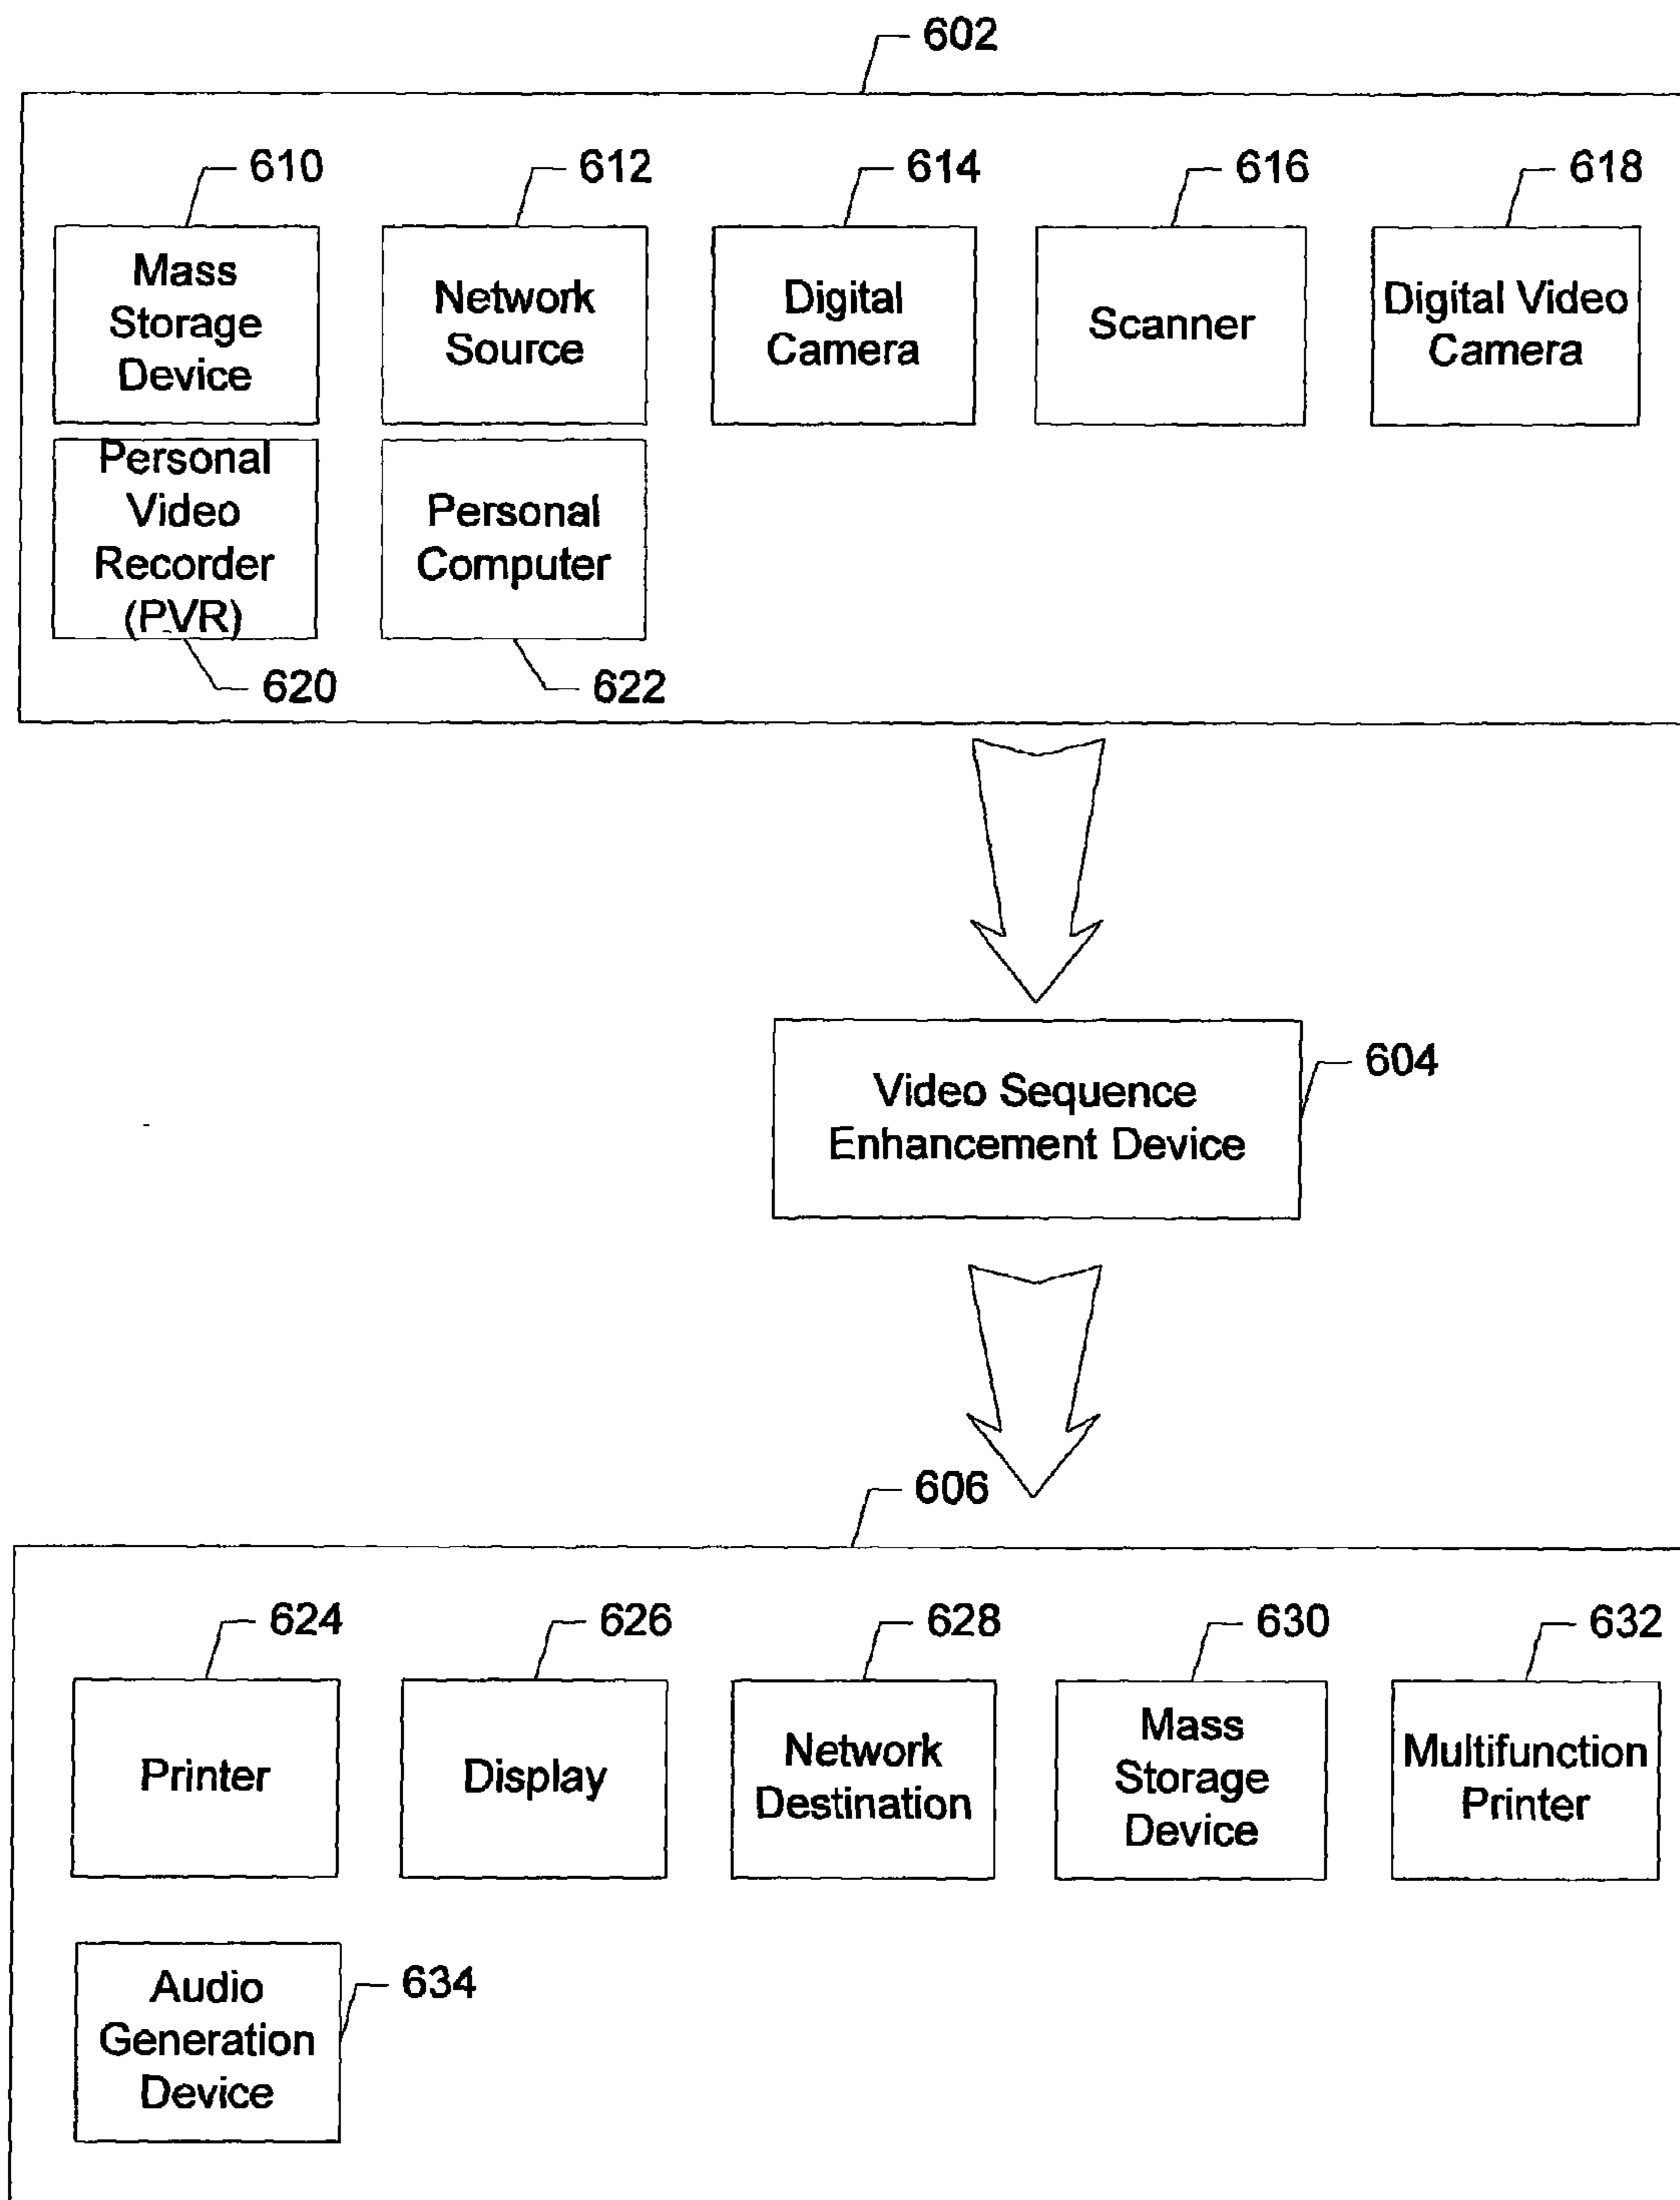 602
610
612
614
616
618
Mass
Storage
Device
Network
Source
Digital
Camera
Scanner
Digital Video
Camera
Personal
Video
Recorder
(PVR)
Personal
Computer
620
622
604
Video Sequence
Enhancement Device
606
624
626
628
630
632
Printer
Display
Network
Destination
Mass
Storage
Device
Multifunction
Printer
Audio
Generation
Device
634